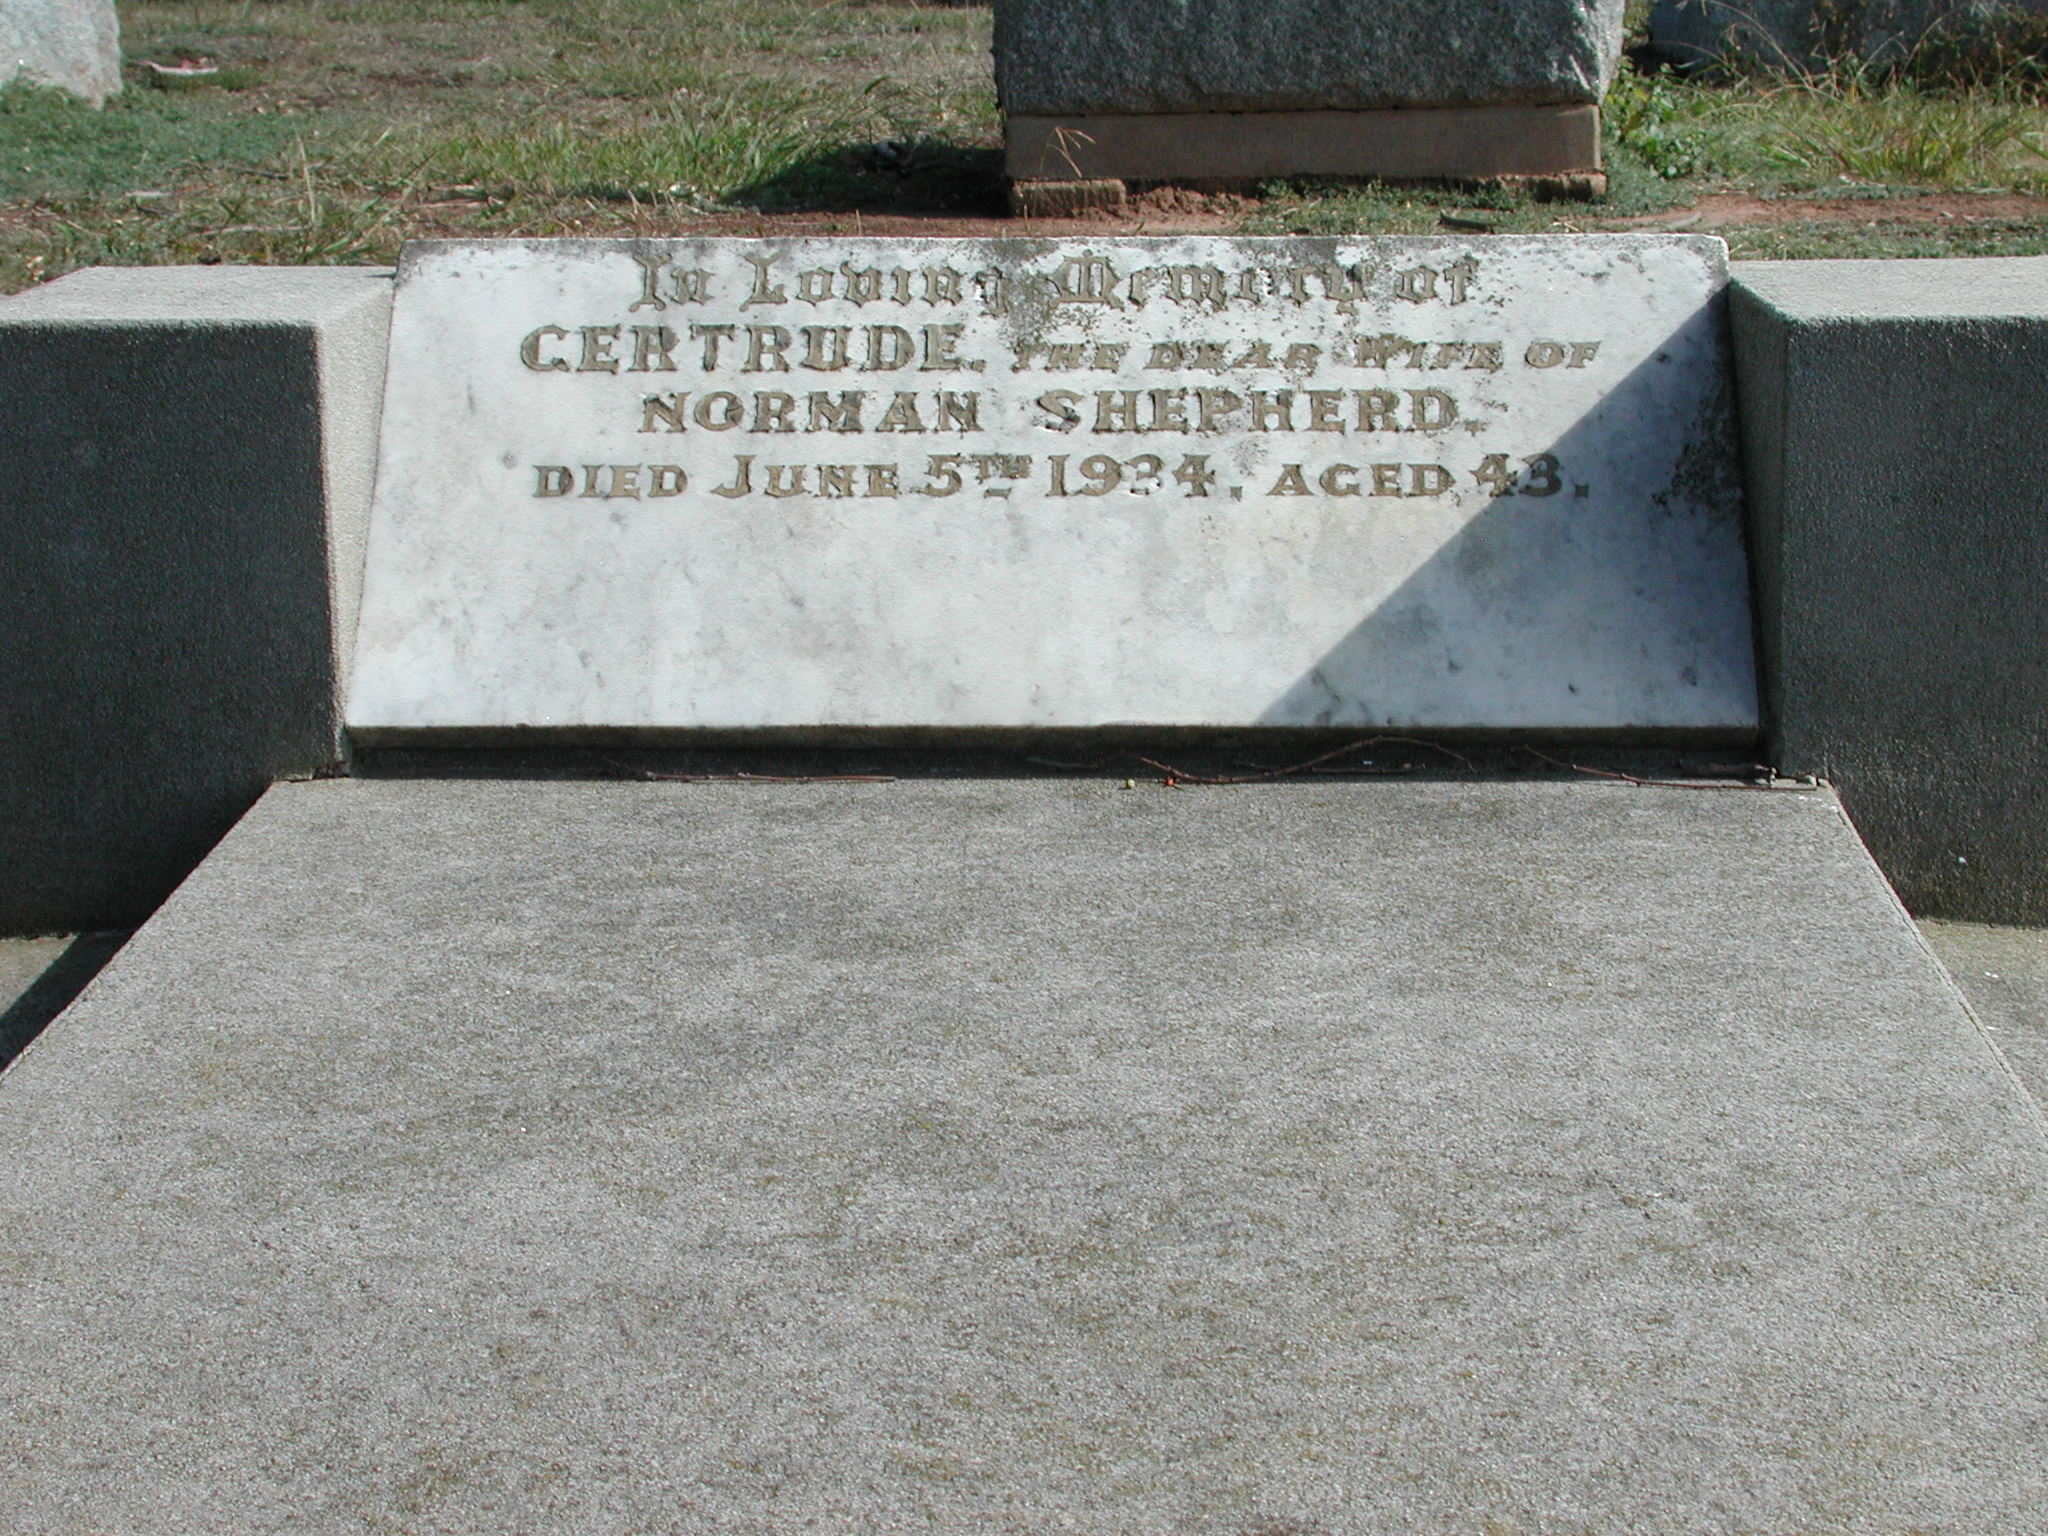 In Loving Memory of
GERTRUDE. THE DEAR WIFE OF
NORMAN SHEPHERD.
DIED JUNE 5TH 1934, AGED 43.